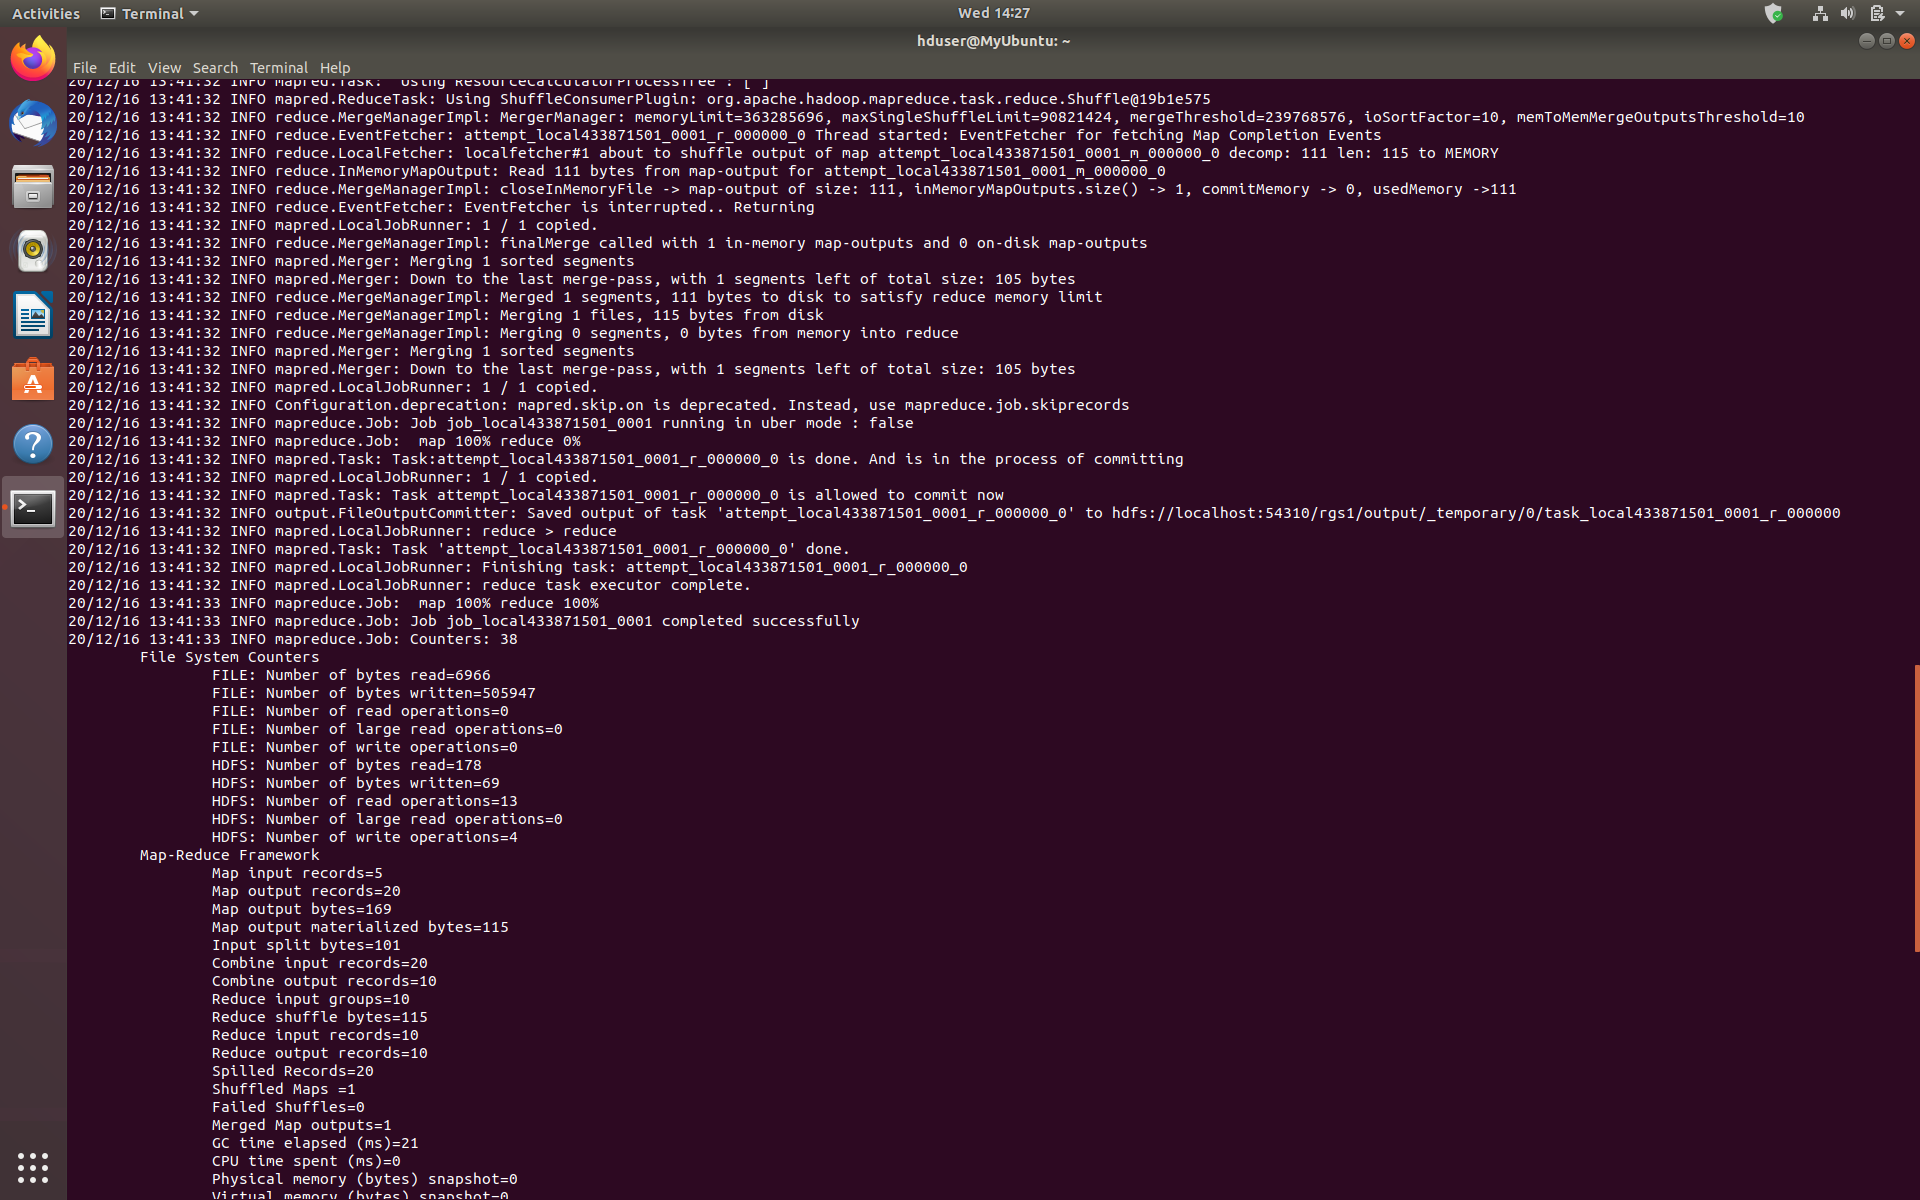 Activities Terminal Wed 14:27
hduser@MyUbuntu: ~
File Edit View Search Terminal Help
20/12/16 13:41:32 INFO mapred.Task:  Using ResourceCalculatorProcessTree : [ ]
20/12/16 13:41:32 INFO mapred.ReduceTask: Using ShuffleConsumerPlugin: org.apache.hadoop.mapreduce.task.reduce.Shuffle@19b1e575
20/12/16 13:41:32 INFO reduce.MergeManagerImpl: MergerManager: memoryLimit=363285696, maxSingleShuffleLimit=90821424, mergeThreshold=239768576, ioSortFactor=10, memToMemMergeOutputsThreshold=10
20/12/16 13:41:32 INFO reduce.EventFetcher: attempt_local433871501_0001_r_000000_0 Thread started: EventFetcher for fetching Map Completion Events
20/12/16 13:41:32 INFO reduce.LocalFetcher: localfetcher#1 about to shuffle output of map attempt_local433871501_0001_m_000000_0 decomp: 111 len: 115 to MEMORY
20/12/16 13:41:32 INFO reduce.InMemoryMapOutput: Read 111 bytes from map-output for attempt_local433871501_0001_m_000000_0
20/12/16 13:41:32 INFO reduce.MergeManagerImpl: closeInMemoryFile -> map-output of size: 111, inMemoryMapOutputs.size() -> 1, commitMemory -> 0, usedMemory ->111
20/12/16 13:41:32 INFO reduce.EventFetcher: EventFetcher is interrupted.. Returning
20/12/16 13:41:32 INFO mapred.LocalJobRunner: 1 / 1 copied.
20/12/16 13:41:32 INFO reduce.MergeManagerImpl: finalMerge called with 1 in-memory map-outputs and 0 on-disk map-outputs
20/12/16 13:41:32 INFO mapred.Merger: Merging 1 sorted segments
20/12/16 13:41:32 INFO mapred.Merger: Down to the last merge-pass, with 1 segments left of total size: 105 bytes
20/12/16 13:41:32 INFO reduce.MergeManagerImpl: Merged 1 segments, 111 bytes to disk to satisfy reduce memory limit
20/12/16 13:41:32 INFO reduce.MergeManagerImpl: Merging 1 files, 115 bytes from disk
20/12/16 13:41:32 INFO reduce.MergeManagerImpl: Merging 0 segments, 0 bytes from memory into reduce
20/12/16 13:41:32 INFO mapred.Merger: Merging 1 sorted segments
20/12/16 13:41:32 INFO mapred.Merger: Down to the last merge-pass, with 1 segments left of total size: 105 bytes
20/12/16 13:41:32 INFO mapred.LocalJobRunner: 1 / 1 copied.
20/12/16 13:41:32 INFO Configuration.deprecation: mapred.skip.on is deprecated. Instead, use mapreduce.job.skiprecords
20/12/16 13:41:32 INFO mapreduce.Job: Job job_local433871501_0001 running in uber mode : false
20/12/16 13:41:32 INFO mapreduce.Job:  map 100% reduce 0%
20/12/16 13:41:32 INFO mapred.Task: Task:attempt_local433871501_0001_r_000000_0 is done. And is in the process of committing
20/12/16 13:41:32 INFO mapred.LocalJobRunner: 1 / 1 copied.
20/12/16 13:41:32 INFO mapred.Task: Task attempt_local433871501_0001_r_000000_0 is allowed to commit now
20/12/16 13:41:32 INFO output.FileOutputCommitter: Saved output of task 'attempt_local433871501_0001_r_000000_0' to hdfs://localhost:54310/rgs1/output/_temporary/0/task_local433871501_0001_r_000000
20/12/16 13:41:32 INFO mapred.LocalJobRunner: reduce > reduce
20/12/16 13:41:32 INFO mapred.Task: Task 'attempt_local433871501_0001_r_000000_0' done.
20/12/16 13:41:32 INFO mapred.LocalJobRunner: Finishing task: attempt_local433871501_0001_r_000000_0
20/12/16 13:41:32 INFO mapred.LocalJobRunner: reduce task executor complete.
20/12/16 13:41:33 INFO mapreduce.Job:  map 100% reduce 100%
20/12/16 13:41:33 INFO mapreduce.Job: Job job_local433871501_0001 completed successfully
20/12/16 13:41:33 INFO mapreduce.Job: Counters: 38
File System Counters
FILE: Number of bytes read=6966
FILE: Number of bytes written=505947
FILE: Number of read operations=0
FILE: Number of large read operations=0
FILE: Number of write operations=0
HDFS: Number of bytes read=178
HDFS: Number of bytes written=69
HDFS: Number of read operations=13
HDFS: Number of large read operations=0
HDFS: Number of write operations=4
Map-Reduce Framework
Map input records=5
Map output records=20
Map output bytes=169
Map output materialized bytes=115
Input split bytes=101
Combine input records=20
Combine output records=10
Reduce input groups=10
Reduce shuffle bytes=115
Reduce input records=10
Reduce output records=10
Spilled Records=20
Shuffled Maps =1
Failed Shuffles=0
Merged Map outputs=1
GC time elapsed (ms)=21
CPU time spent (ms)=0
Physical memory (bytes) snapshot=0
Virtual memory (bytes) snapshot=0